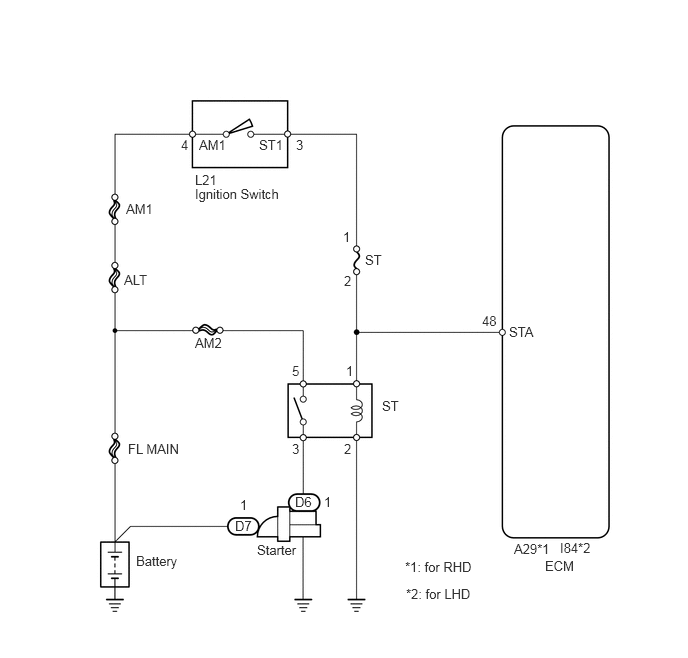 4 AM1 ST1 3
L21
Ignition Switch
AM1
1
ST
2
ALT
48
STA
AM2
5 1
ST
3 2
FL MAIN
D6 1
1
D7
Starter
Battery
A29*1 I84*2
ECM
*1: for RHD
*2: for LHD